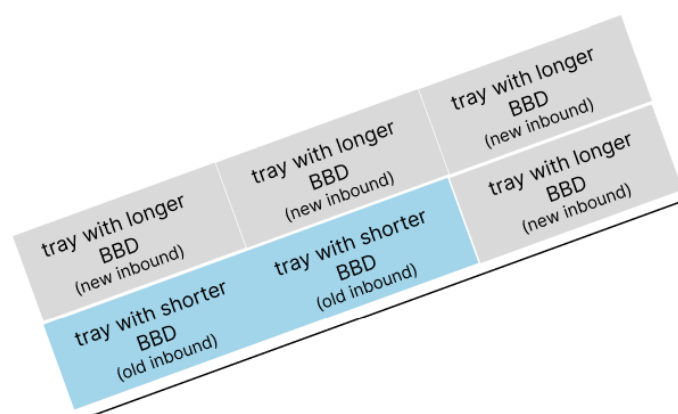 tray with longer
BBD
(new inbound)
tray with longer
BBD
(new inbound)
tray with longer
BBD
(new inbound)
tray with shorter
BBD
(old inbound)
tray with shorter
BBD
(old inbound)
tray with longer
BBD
(new inbound)